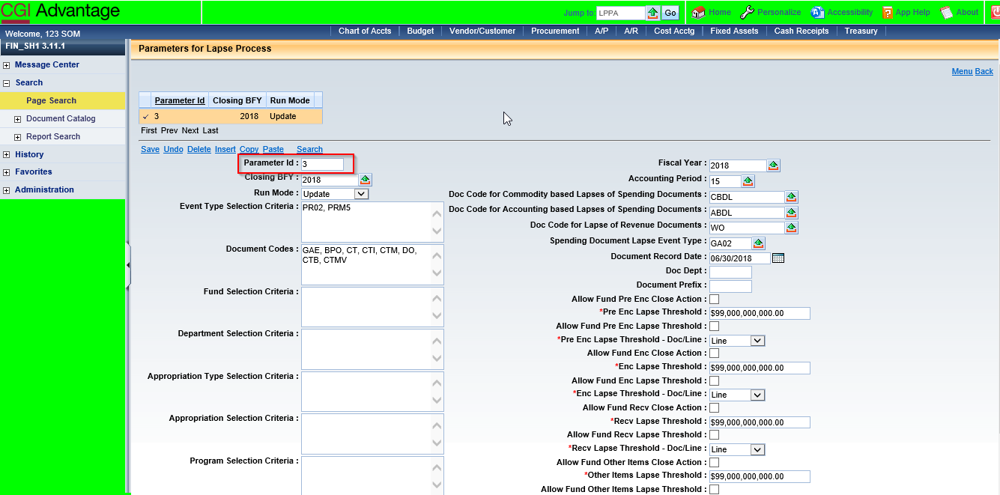 CGI Advantage
Jump to: LPPA Go Home Personalize Accessibility App Help About
Welcome, 123 SOM
Chart of Accts Budget Vendor/Customer Procurement A/P A/R Cost Acctg Fixed Assets Cash Receipts Treasury
FIN_SH1 3.11.1
Message Center
Search
Page Search
Document Catalog
Report Search
History
Favorites
Administration
Parameters for Lapse Process
Menu Back
Parameter Id Closing BFY Run Mode
3 2018 Update
First Prev Next Last
Save Undo Delete Insert Copy Paste Search
Parameter Id : 3
Closing BFY : 2018
Run Mode : Update
Event Type Selection Criteria : PR02, PRM5
Document Codes : GAE, BPO, CT, CTI, CTM, DO,
CTB, CTMV
Fund Selection Criteria :
Department Selection Criteria :
Appropriation Type Selection Criteria :
Appropriation Selection Criteria :
Program Selection Criteria :
Fiscal Year : 2018
Accounting Period : 15
Doc Code for Commodity based Lapses of Spending Documents : CBDL
Doc Code for Accounting based Lapses of Spending Documents : ABDL
Doc Code for Lapse of Revenue Documents : WO
Spending Document Lapse Event Type : GA02
Document Record Date : 06/30/2018
Doc Dept :
Document Prefix :
Allow Fund Pre Enc Close Action :
*Pre Enc Lapse Threshold : $99,000,000,000.00
Allow Fund Pre Enc Lapse Threshold :
*Pre Enc Lapse Threshold - Doc/Line : Line
Allow Fund Enc Close Action :
*Enc Lapse Threshold : $99,000,000,000.00
Allow Fund Enc Lapse Threshold :
*Enc Lapse Threshold - Doc/Line : Line
Allow Fund Recv Close Action :
*Recv Lapse Threshold : $99,000,000,000.00
Allow Fund Recv Lapse Threshold :
*Recv Lapse Threshold - Doc/Line : Line
Allow Fund Other Items Close Action :
*Other Items Lapse Threshold : $99,000,000,000.00
Allow Fund Other Items Lapse Threshold :